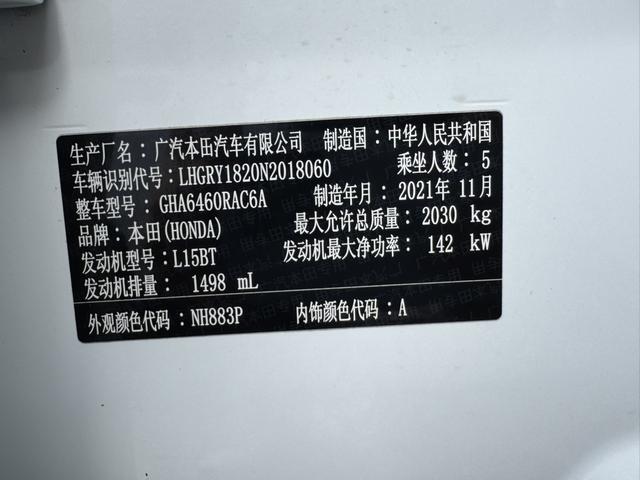 生产厂名：广汽本田汽车有限公司 制造国：中华人民共和国
车辆识别代号：LHGRY1820N2018060 乘坐人数：5
整车型号：GHA6460RAC6A 制造年月：2021年11月
品牌：本田(HONDA) 最大允许总质量：2030 kg
发动机型号：L15BT 发动机最大净功率：142 kW
发动机排量：1498 mL
外观颜色代码：NH883P 内饰颜色代码：A